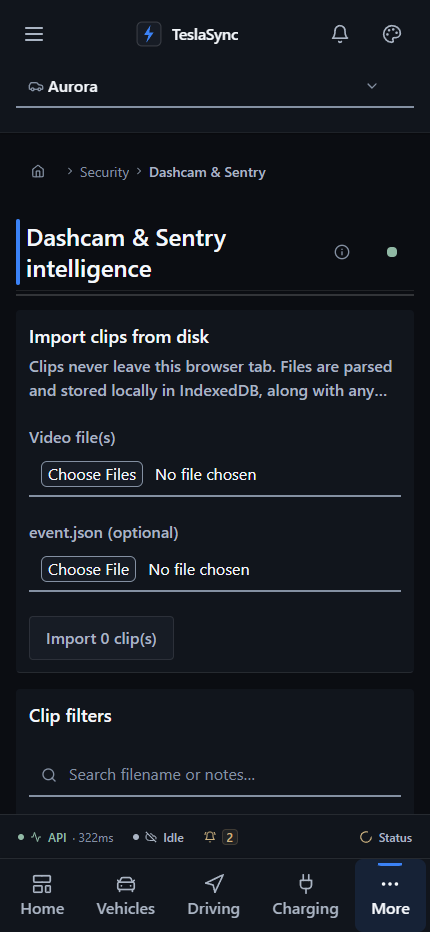 TeslaSync
Aurora
Security
Dashcam & Sentry
Dashcam & Sentry
intelligence
Import clips from disk
Clips never leave this browser tab. Files are parsed
and stored locally in IndexedDB, along with any...
Video file(s)
Choose Files No file chosen
event.json (optional)
Choose File No file chosen
Import 0 clip(s)
Clip filters
Search filename or notes...
API · 322ms Idle 2 Status
Home Vehicles Driving Charging More